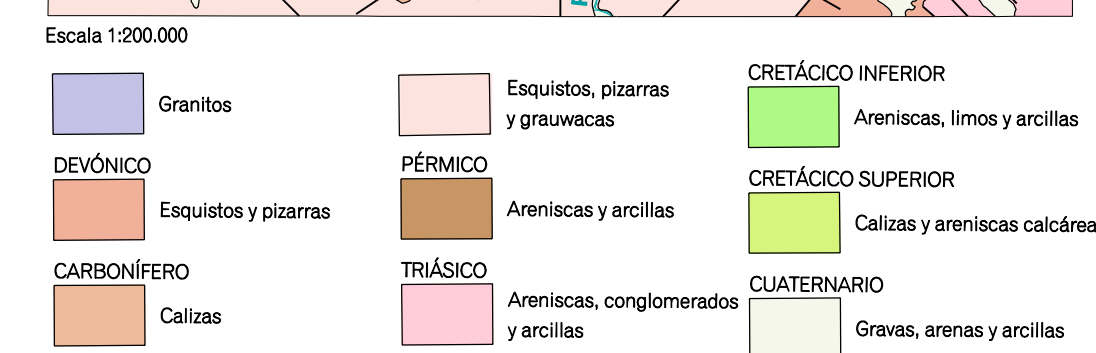 Escala 1:200.000
Granitos
DEVÓNICO
Esquistos y pizarras
CARBONÍFERO
Calizas
Esquistos, pizarras
y grauwacas
PÉRMICO
Areniscas y arcillas
TRIÁSICO
Areniscas, conglomerados
y arcillas
CRETÁCICO INFERIOR
Areniscas, limos y arcillas
CRETÁCICO SUPERIOR
Calizas y areniscas calcárea
CUATERNARIO
Gravas, arenas y arcillas